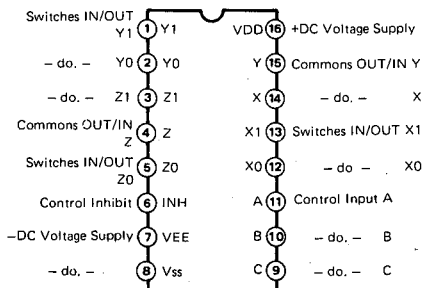 Switches IN/OUT
Y1 1 Y1 VDD 16 +DC Voltage Supply
– do. – Y0 2 Y0 Y 15 Commons OUT/IN Y
– do. – Z1 3 Z1 X 14 – do. – X
Commons OUT/IN
Z 4 Z X1 13 Switches IN/OUT X1
Switches IN/OUT
Z0 5 Z0 X0 12 – do – X0
Control Inhibit 6 INH A 11 Control Input A
–DC Voltage Supply 7 VEE B 10 – do. – B
– do. – 8 Vss C 9 – do. – C